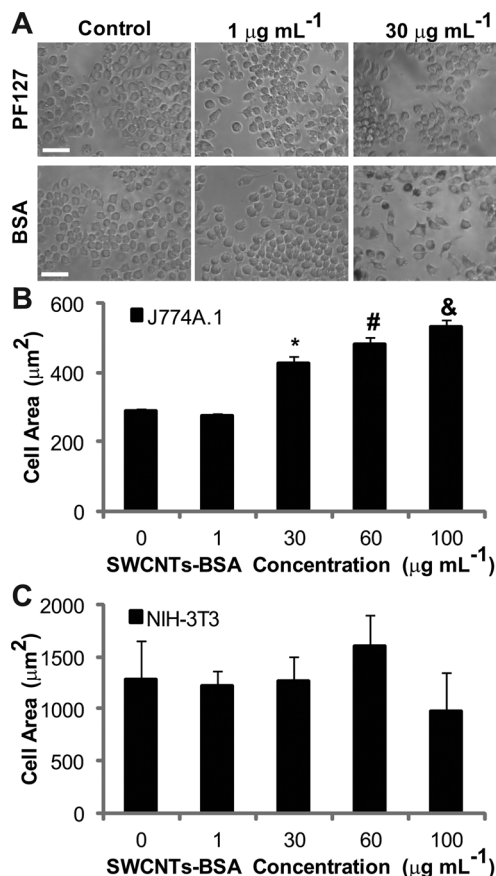 A
Control 1 μg mL⁻¹ 30 μg mL⁻¹
PF127
BSA
B
600
400
200
0
Cell Area (μm²)
J774A.1
* # &
0 1 30 60 100
SWCNTs-BSA Concentration (μg mL⁻¹)
C
2000
1500
1000
500
0
Cell Area (μm²)
NIH-3T3
0 1 30 60 100
SWCNTs-BSA Concentration (μg mL⁻¹)